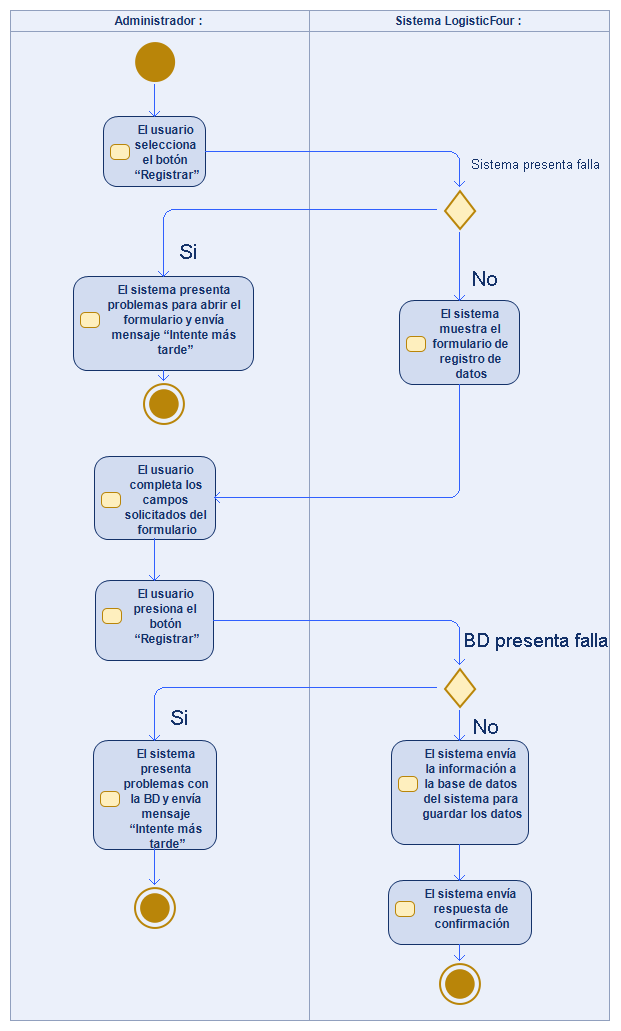 Administrador :
Sistema LogisticFour :
El usuario
selecciona
el botón
“Registrar”
Sistema presenta falla
Si
No
El sistema presenta
problemas para abrir el
formulario y envía
mensaje “Intente más
tarde”
El sistema
muestra el
formulario de
registro de
datos
El usuario
completa los
campos
solicitados del
formulario
El usuario
presiona el
botón
“Registrar”
BD presenta falla
Si
No
El sistema
presenta
problemas con
la BD y envía
mensaje
“Intente más
tarde”
El sistema envía
la información a
la base de datos
del sistema para
guardar los datos
El sistema envía
respuesta de
confirmación